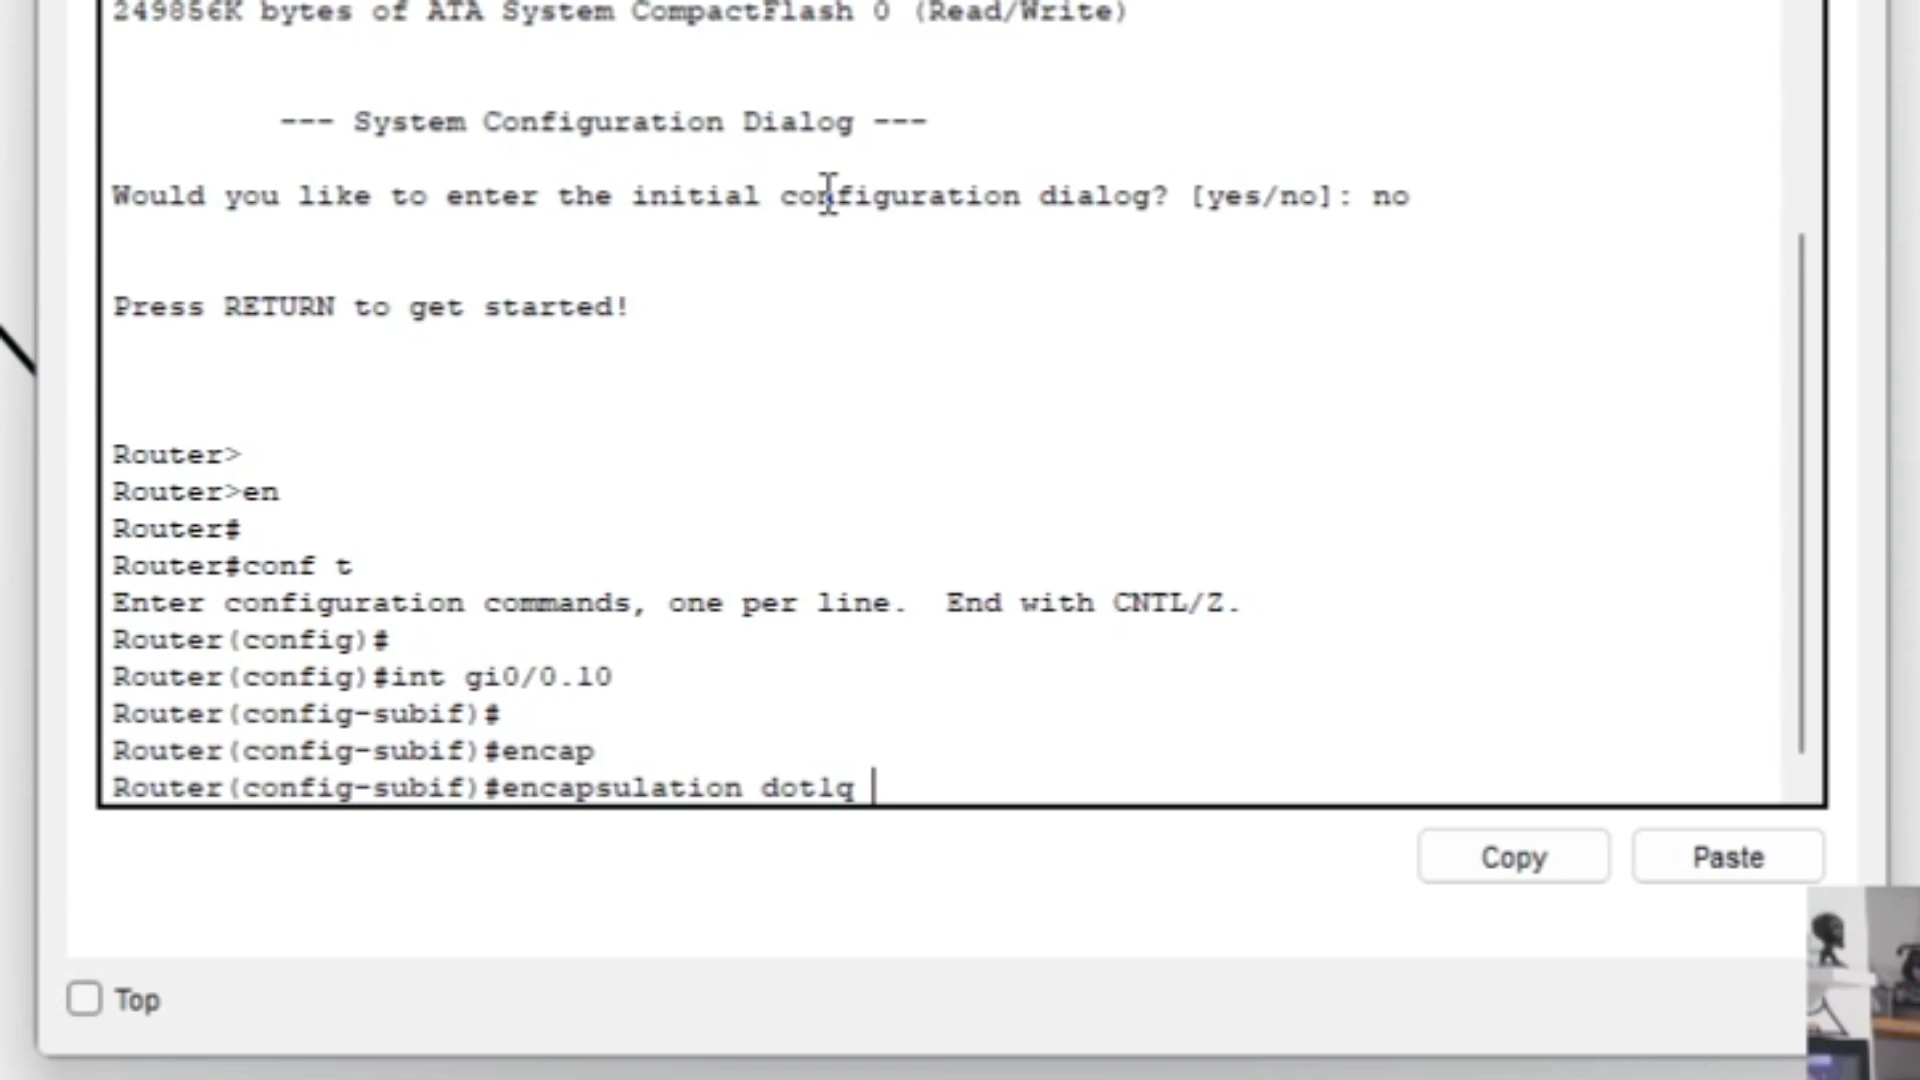 249856K bytes of ATA System CompactFlash 0 (Read/Write)
--- System Configuration Dialog ---
Would you like to enter the initial configuration dialog? [yes/no]: no
Press RETURN to get started!
Router>
Router>en
Router#
Router#conf t
Enter configuration commands, one per line.  End with CNTL/Z.
Router(config)#
Router(config)#int gi0/0.10
Router(config-subif)#
Router(config-subif)#encap
Router(config-subif)#encapsulation dot1q
Copy
Paste
Top